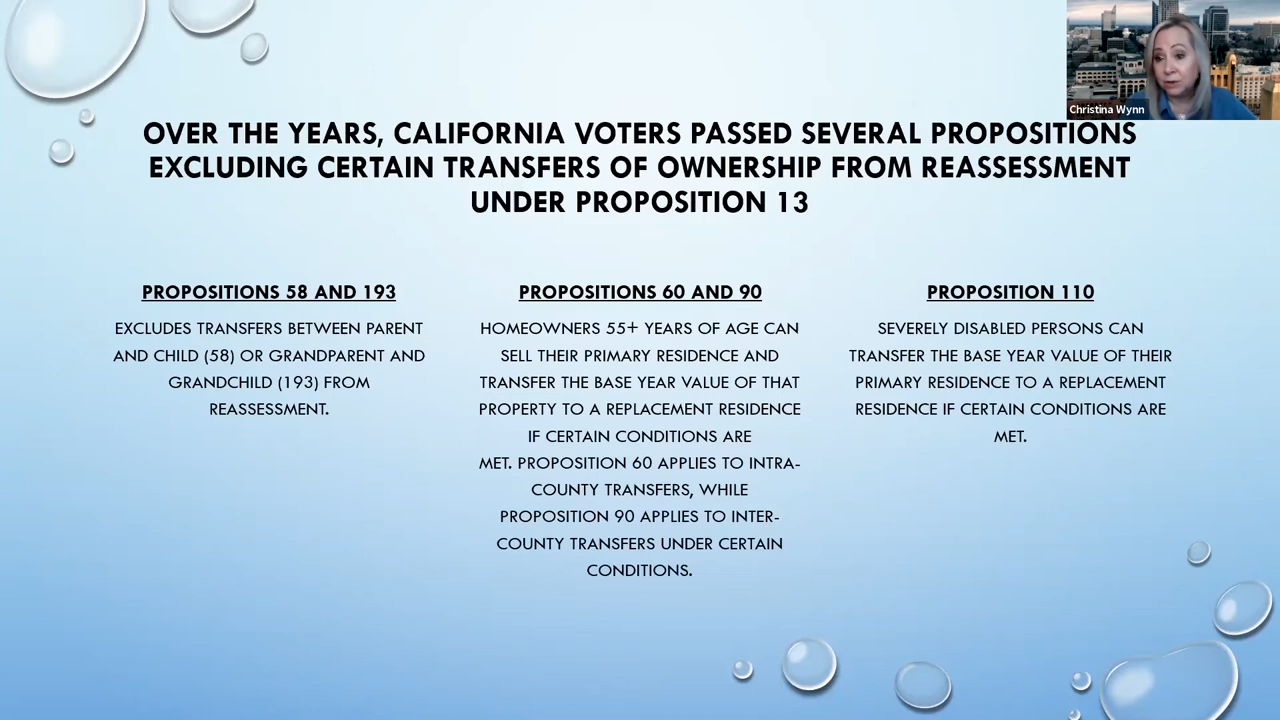 Christina Wynn
OVER THE YEARS, CALIFORNIA VOTERS PASSED SEVERAL PROPOSITIONS
EXCLUDING CERTAIN TRANSFERS OF OWNERSHIP FROM REASSESSMENT
UNDER PROPOSITION 13
PROPOSITIONS 58 AND 193
EXCLUDES TRANSFERS BETWEEN PARENT
AND CHILD (58) OR GRANDPARENT AND
GRANDCHILD (193) FROM
REASSESSMENT.
PROPOSITIONS 60 AND 90
HOMEOWNERS 55+ YEARS OF AGE CAN
SELL THEIR PRIMARY RESIDENCE AND
TRANSFER THE BASE YEAR VALUE OF THAT
PROPERTY TO A REPLACEMENT RESIDENCE
IF CERTAIN CONDITIONS ARE
MET. PROPOSITION 60 APPLIES TO INTRA-
COUNTY TRANSFERS, WHILE
PROPOSITION 90 APPLIES TO INTER-
COUNTY TRANSFERS UNDER CERTAIN
CONDITIONS.
PROPOSITION 110
SEVERELY DISABLED PERSONS CAN
TRANSFER THE BASE YEAR VALUE OF THEIR
PRIMARY RESIDENCE TO A REPLACEMENT
RESIDENCE IF CERTAIN CONDITIONS ARE
MET.